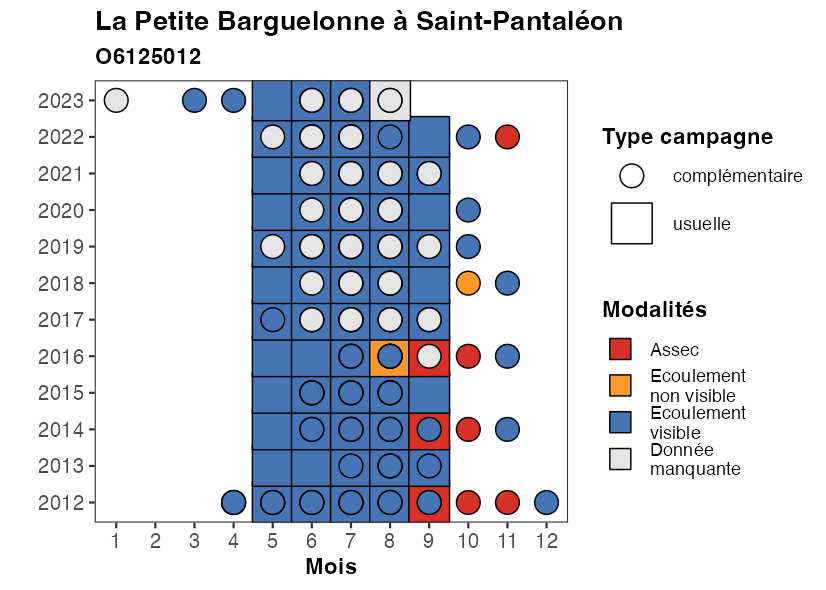 La Petite Barguelonne à Saint-Pantaléon
O6125012
2023
2022
2021
2020
2019
2018
2017
2016
2015
2014
2013
2012
1 2 3 4 5 6 7 8 9 10 11 12
Mois
Type campagne
complémentaire
usuelle
Modalités
Assec
Ecoulement
non visible
Ecoulement
visible
Donnée
manquante